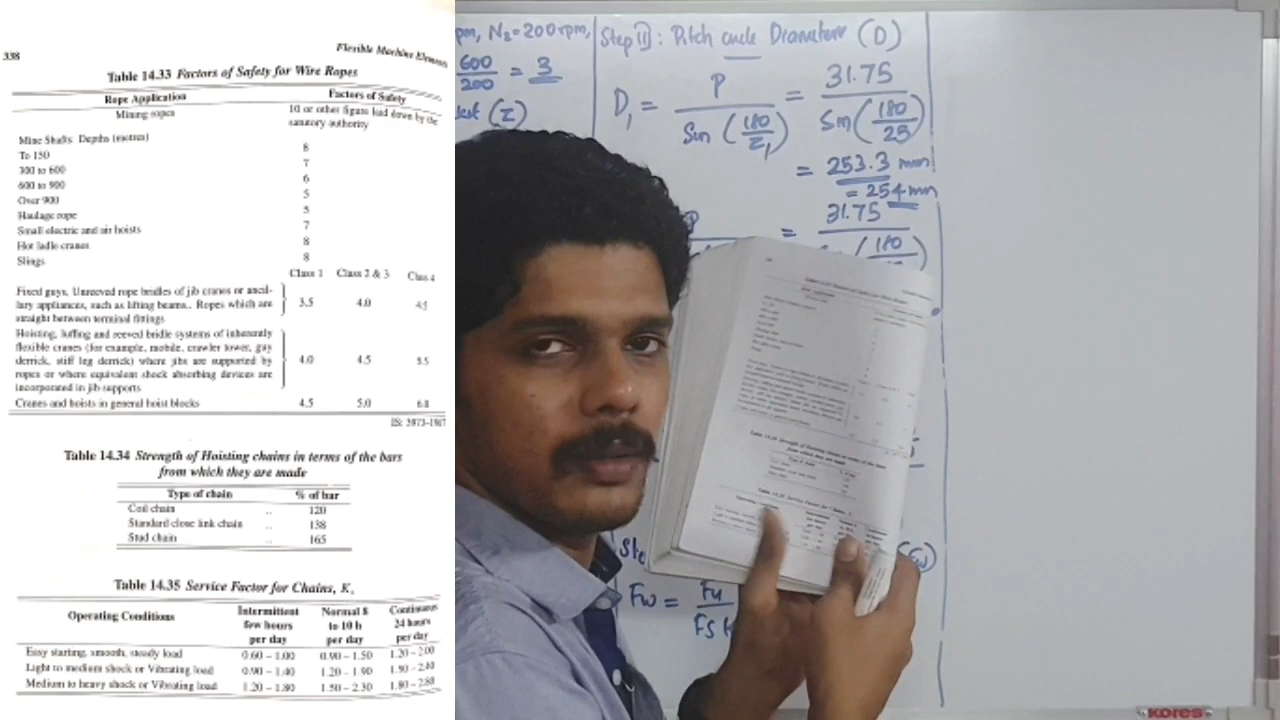 338
Flexible Machine Elements
Table 14.33 Factors of Safety for Wire Ropes
Rope Application Factors of Safety
Mining ropes 10 or other figure laid down by the
statutory authority
Mine Shafts: Depths (metres)
To 150 8
300 to 600 7
600 to 900 6
Over 900 5
Haulage rope 5
Small electric and air hoists 7
Hot ladle cranes 8
Slings 8
Class 1 Class 2 & 3 Class 4
Fixed guys, Unreeved rope bridles of jib cranes or ancil-
lary appliances, such as lifting beams.. Ropes which are 3.5 4.0 4.5
straight between terminal fittings
Hoisting, luffing and reeved bridle systems of inherently
flexible cranes (for example, mobile, crawler tower, guy
derrick, stiff leg derrick) where jibs are supported by 4.0 4.5 5.5
ropes or where equivalent shock absorbing devices are
incorporated in jib supports
Cranes and hoists in general hoist blocks 4.5 5.0
IS: 3973-1987
Table 14.34 Strength of Hoisting chains in terms of the bars
from which they are made
Type of chain % of bar
Coil chain .. 120
Standard close link chain .. 138
Stud chain .. 165
Table 14.35 Service Factor for Chains, Ks
Operating Conditions Intermittent Normal 8 Continuous
few hours to 10 h 24 hours
per day per day per day
Easy starting, smooth, steady load 0.60 – 1.00 0.90 – 1.50 1.20 – 2.00
Light to medium shock or Vibrating load 0.90 – 1.40 1.20 – 1.90 1.50 – 2.40
Medium to heavy shock or Vibrating load 1.20 – 1.80 1.50 – 2.30 1.80 – 2.80
pm, N2 = 200 rpm,
600/200 = 3
Step II : Pitch circle Diameter (D)
D1 = P / Sin (180/Z1) = 31.75 / Sin (180/25)
= 253.3 mm
= 254 mm
P = 31.75
180
Fw = Fu
Fs
(Fw)
kores